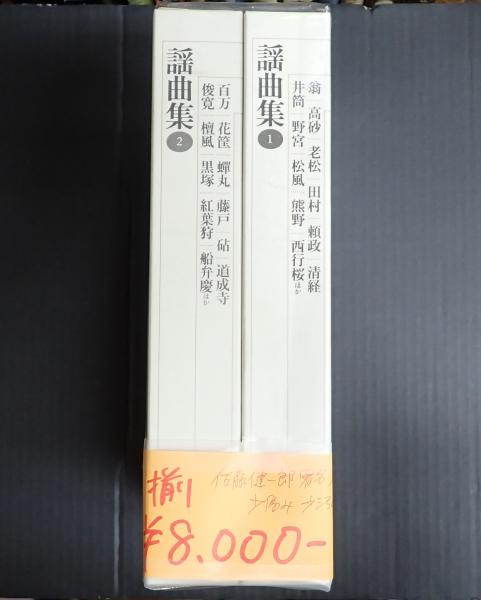 謡曲集
1
翁 高砂 老松 田村 頼政 清経
井筒 野宮 松風 熊野 西行桜ほか
謡曲集
2
百万 花筐 蟬丸 藤戸 砧 道成寺
俊寛 檀風 黒塚 紅葉狩 船弁慶ほか
揃
佐藤健一郎 署名
¥8.000-